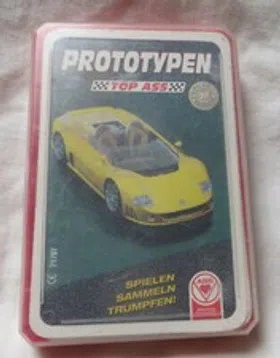 PROTOTYPEN
TOP ASS
SPIELEN
SAMMELN
TRUMPFEN!